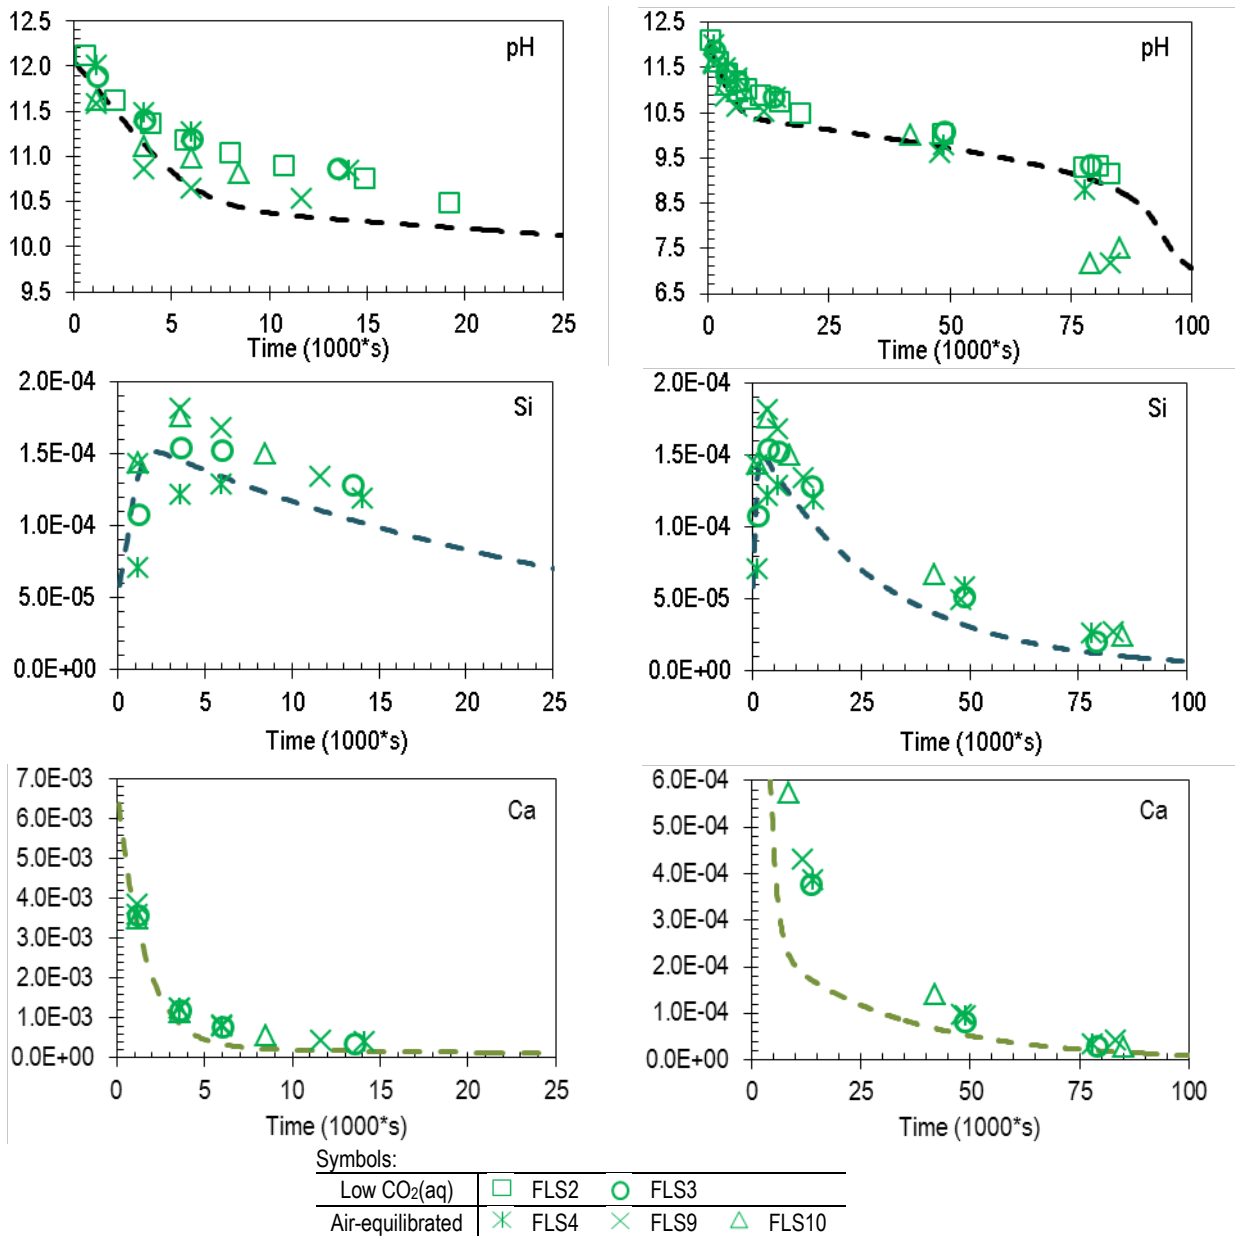 pH
12.5
12.0
11.5
11.0
10.5
10.0
9.5
0 5 10 15 20 25
Time (1000*s)
pH
12.5
11.5
10.5
9.5
8.5
7.5
6.5
0 25 50 75 100
Time (1000*s)
Si
2.0E-04
1.5E-04
1.0E-04
5.0E-05
0.0E+00
0 5 10 15 20 25
Time (1000*s)
Si
2.0E-04
1.5E-04
1.0E-04
5.0E-05
0.0E+00
0 25 50 75 100
Time (1000*s)
Ca
7.0E-03
6.0E-03
5.0E-03
4.0E-03
3.0E-03
2.0E-03
1.0E-03
0.0E+00
0 5 10 15 20 25
Time (1000*s)
Ca
6.0E-04
5.0E-04
4.0E-04
3.0E-04
2.0E-04
1.0E-04
0.0E+00
0 25 50 75 100
Time (1000*s)
Symbols:
Low CO₂(aq) FLS2 FLS3
Air-equilibrated FLS4 FLS9 FLS10